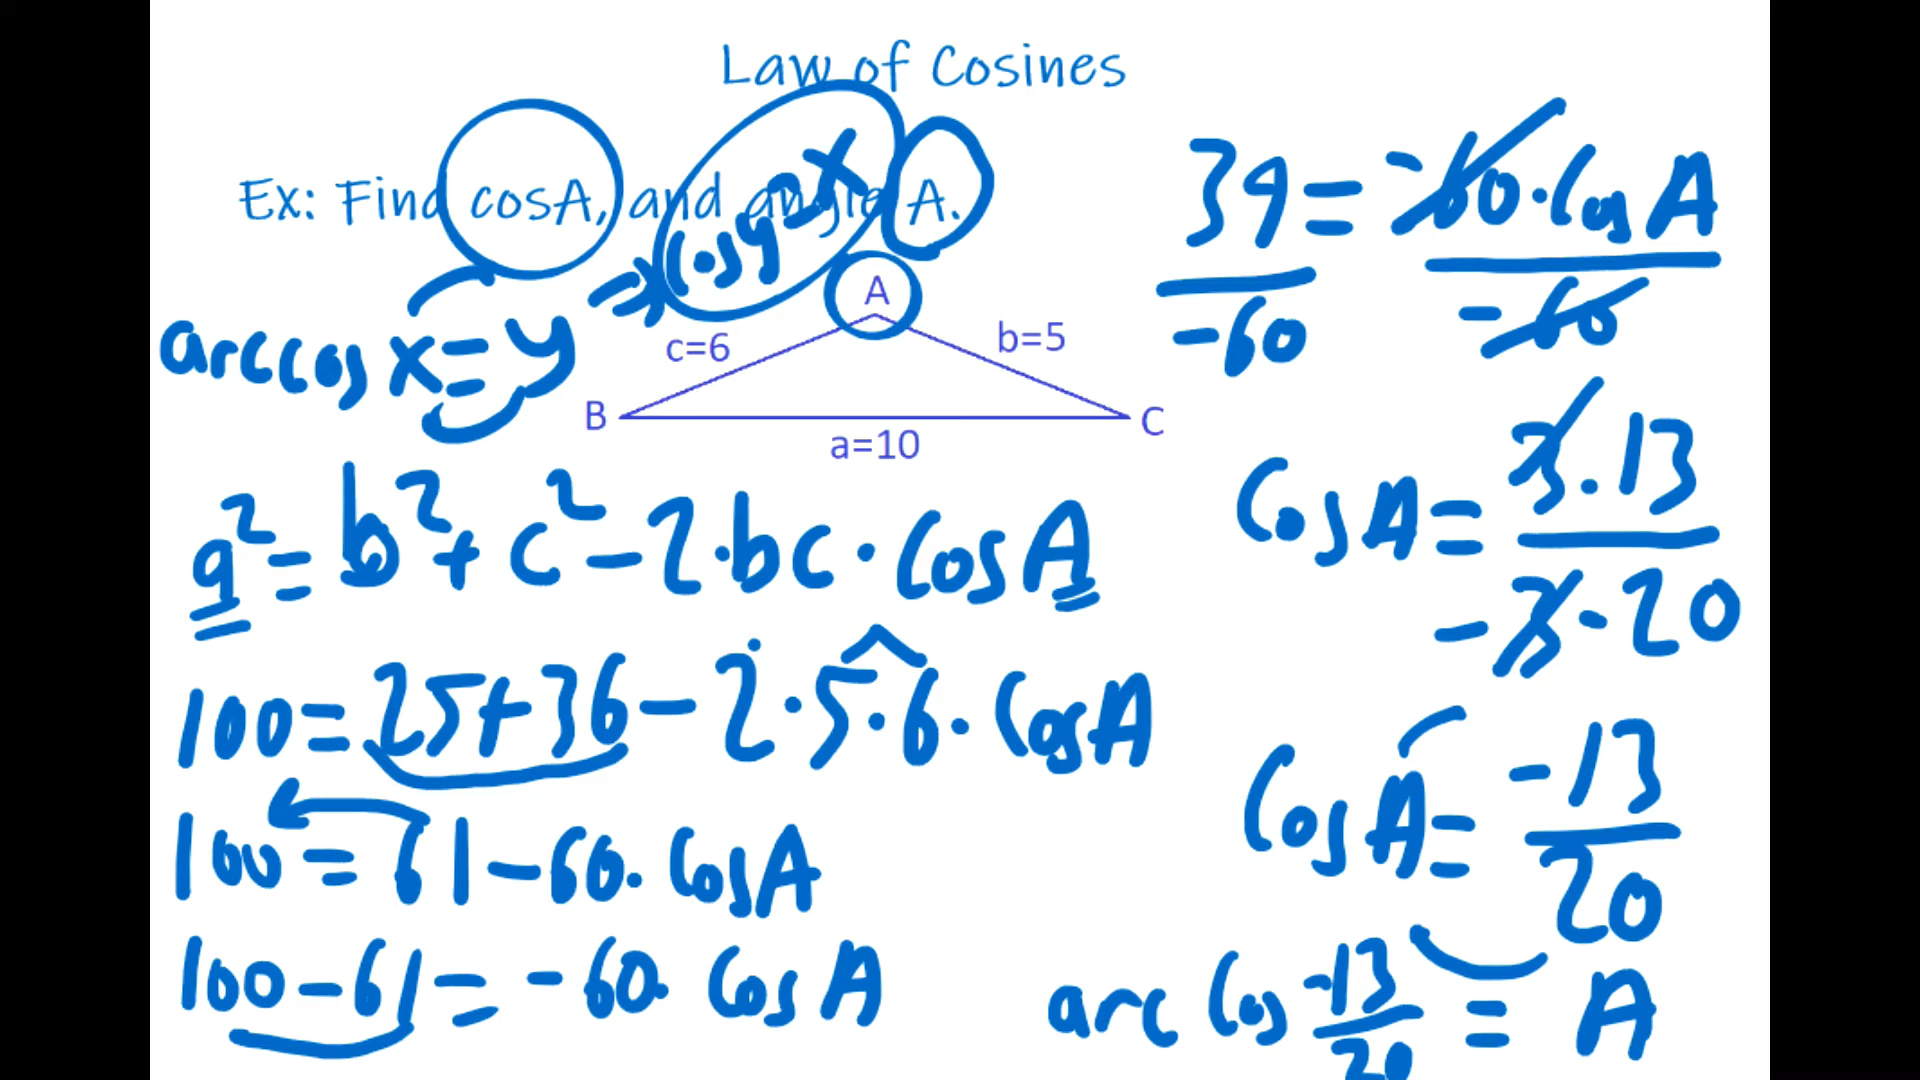 Law of Cosines
Ex: Find cosA, and angle A.
arccos x = y ⇒ cos y = x
A
c=6
b=5
B
C
a=10
a² = b² + c² - 2·bc·cos A
100 = 25+36 - 2·5·6·cos A
100 = 61 - 60·cos A
100 - 61 = -60·cos A
39 = -60·cos A
-60 -60
cos A = 3·13
-3·20
cos A = -13
20
arc cos -13/20 = A